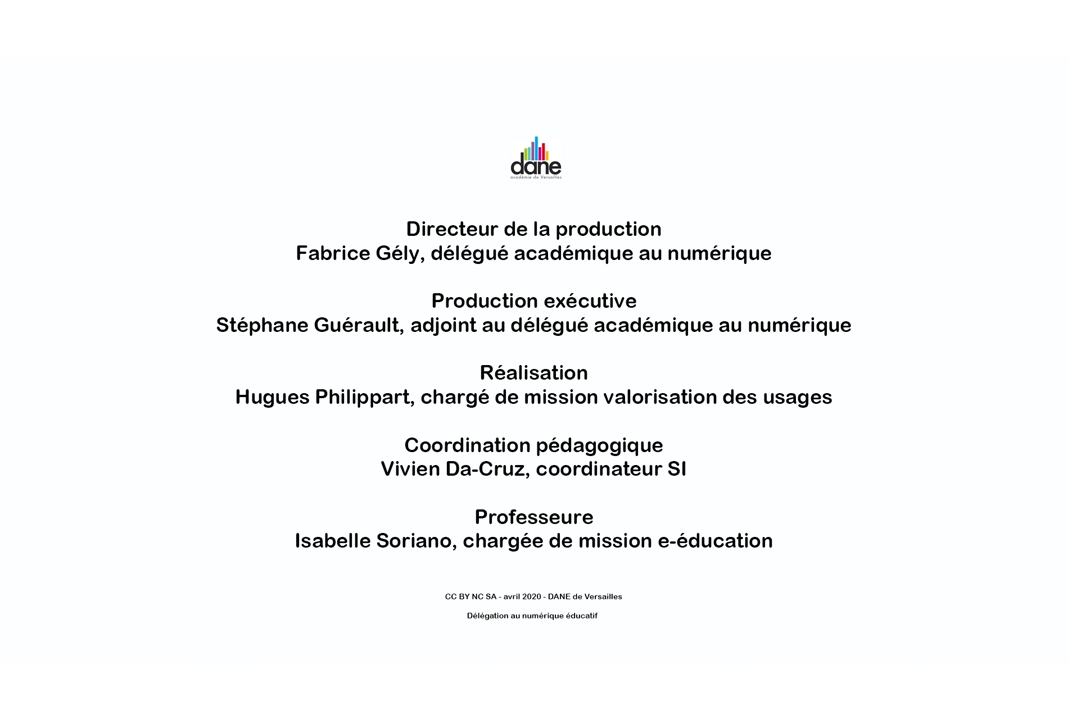 dane
académie de Versailles
Directeur de la production
Fabrice Gély, délégué académique au numérique
Production exécutive
Stéphane Guérault, adjoint au délégué académique au numérique
Réalisation
Hugues Philippart, chargé de mission valorisation des usages
Coordination pédagogique
Vivien Da-Cruz, coordinateur SI
Professeure
Isabelle Soriano, chargée de mission e-éducation
CC BY NC SA - avril 2020 - DANE de Versailles
Délégation au numérique éducatif